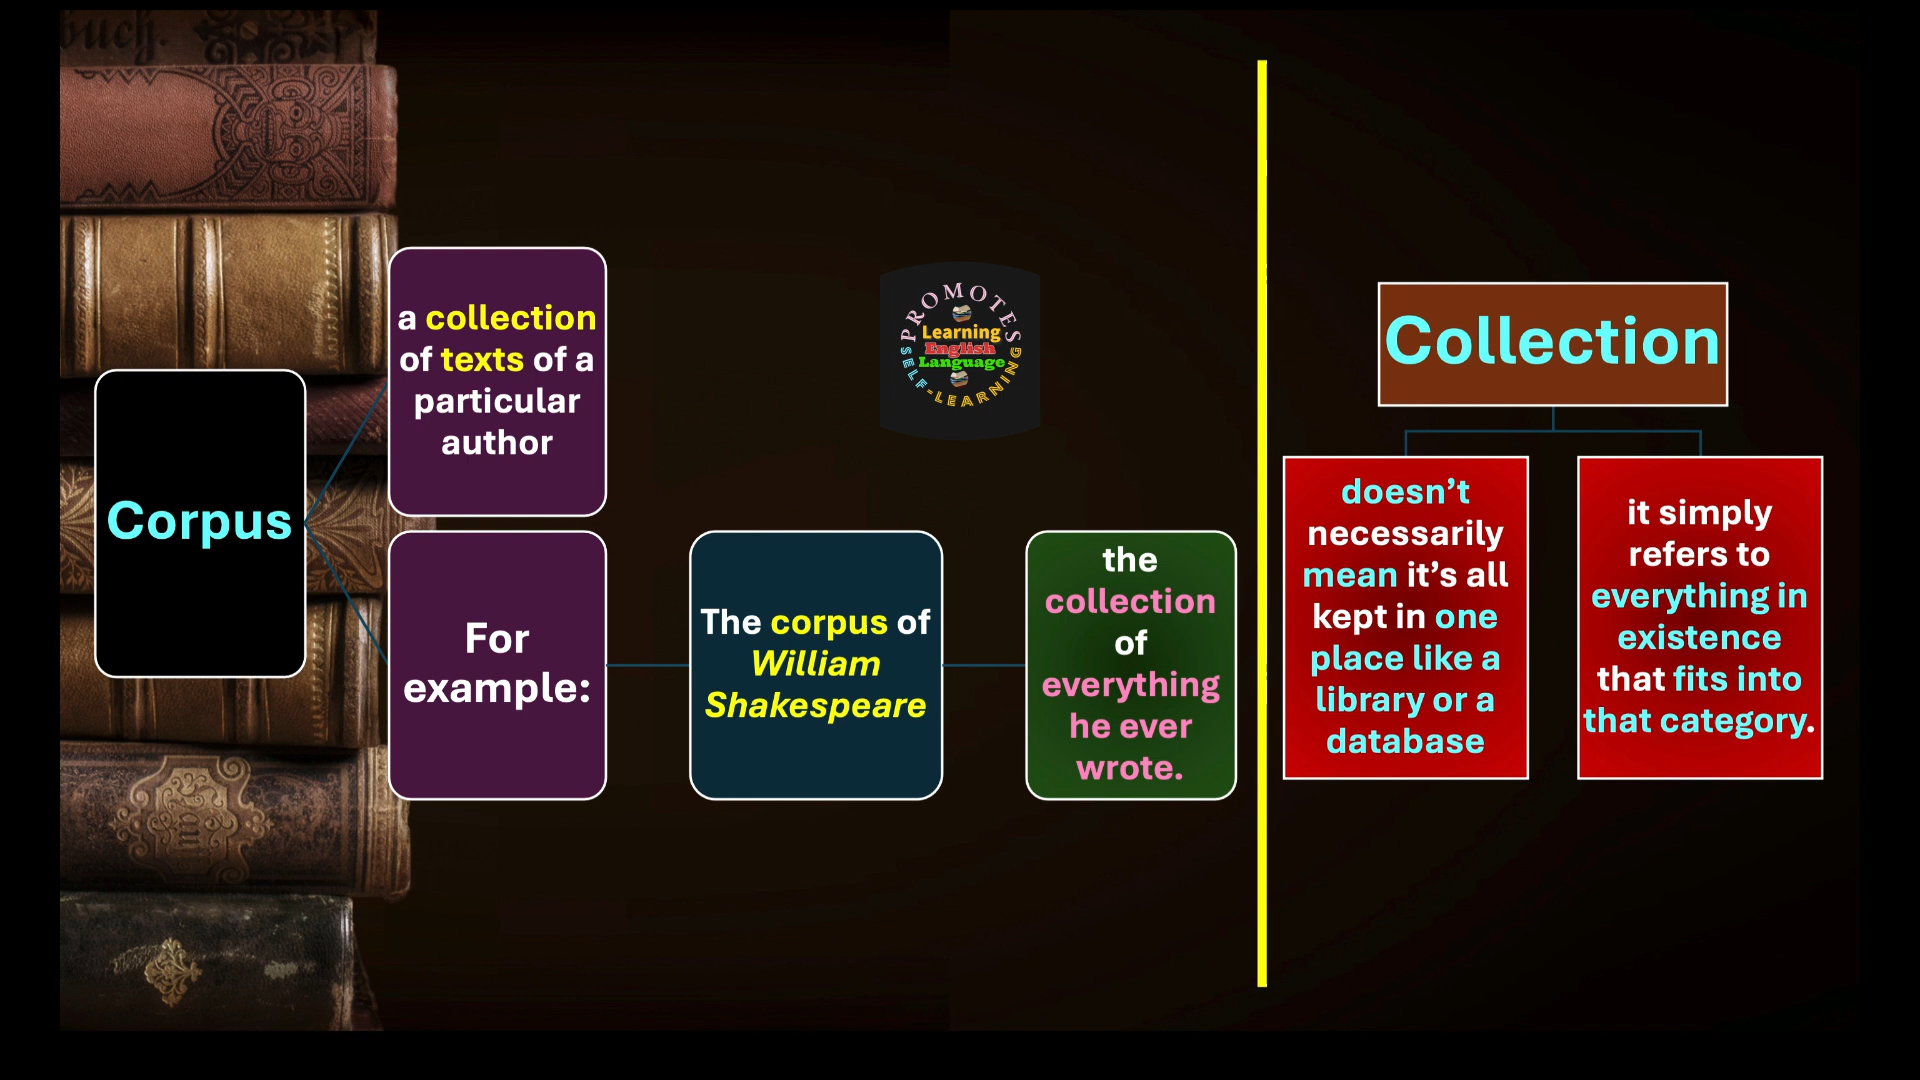 buch.
Corpus
a collection
of texts of a
particular
author
For
example:
The corpus of
William
Shakespeare
the
collection
of
everything
he ever
wrote.
PROMOTES
Learning
English
Language
SELF-LEARNING
Collection
doesn’t
necessarily
mean it’s all
kept in one
place like a
library or a
database
it simply
refers to
everything in
existence
that fits into
that category.